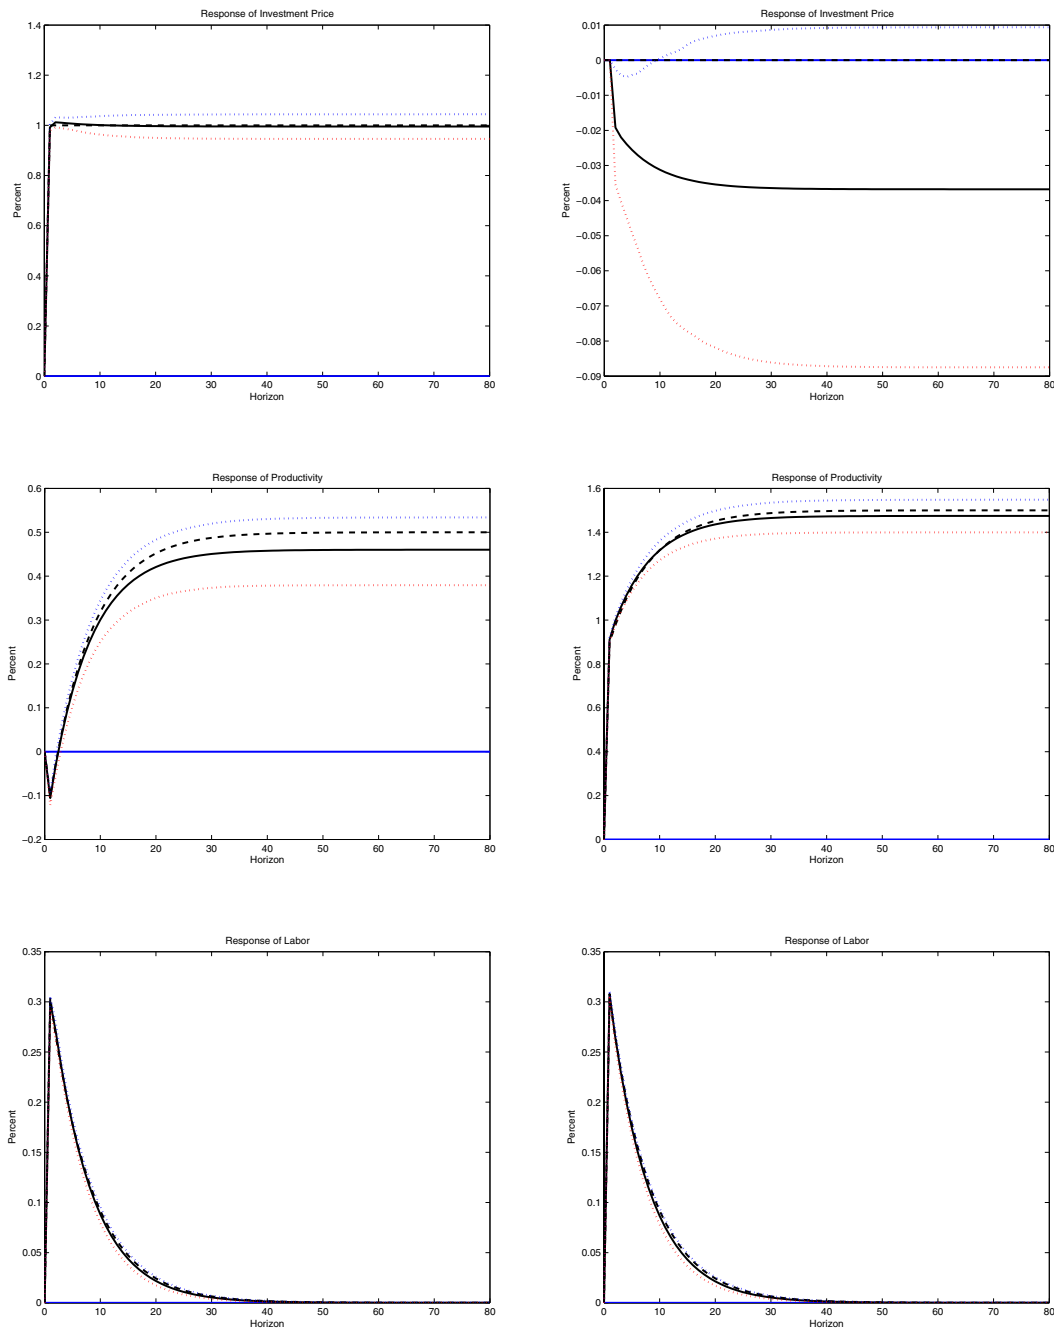 Response of Investment Price
1.4
1.2
1
0.8
0.6
0.4
0.2
0
Percent
0 10 20 30 40 50 60 70 80
Horizon
Response of Investment Price
0.01
0
−0.01
−0.02
−0.03
−0.04
−0.05
−0.06
−0.07
−0.08
−0.09
Percent
0 10 20 30 40 50 60 70 80
Horizon
Response of Productivity
0.6
0.5
0.4
0.3
0.2
0.1
0
−0.1
−0.2
Percent
0 10 20 30 40 50 60 70 80
Horizon
Response of Productivity
1.6
1.4
1.2
1
0.8
0.6
0.4
0.2
0
Percent
0 10 20 30 40 50 60 70 80
Horizon
Response of Labor
0.35
0.3
0.25
0.2
0.15
0.1
0.05
0
Percent
0 10 20 30 40 50 60 70 80
Horizon
Response of Labor
0.35
0.3
0.25
0.2
0.15
0.1
0.05
0
Percent
0 10 20 30 40 50 60 70 80
Horizon